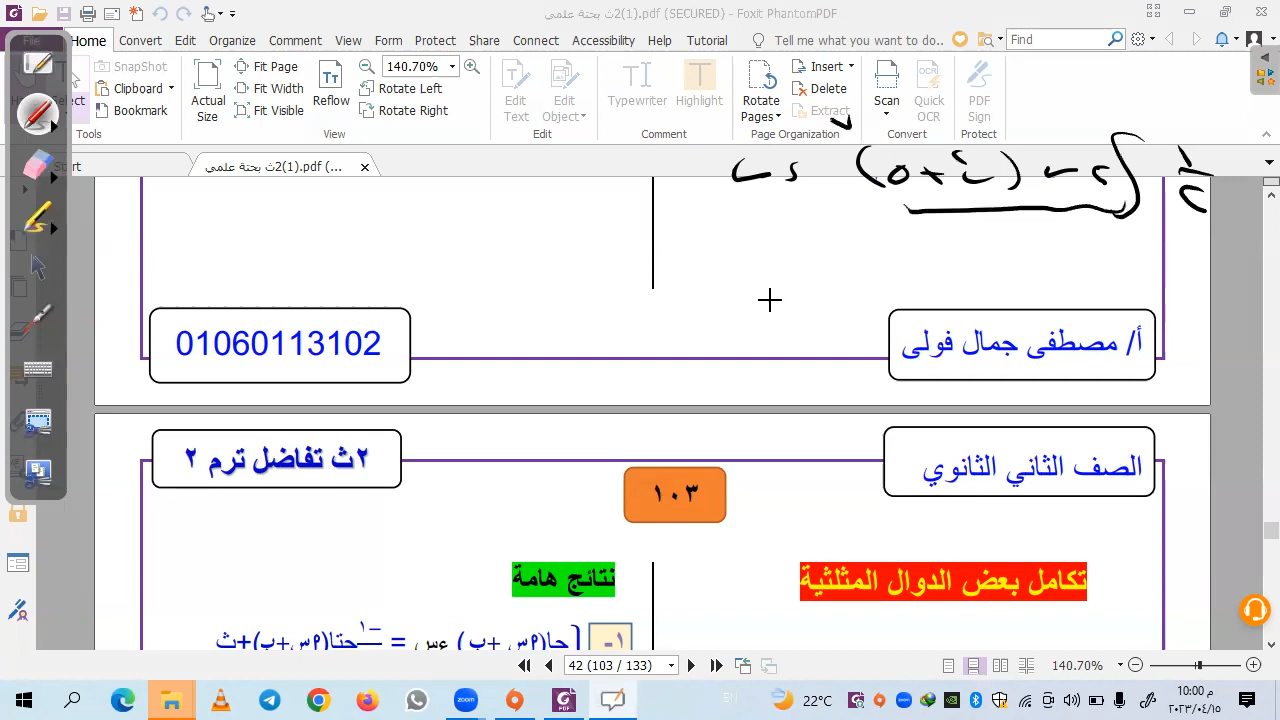 2ث بحتة علمي(1).pdf (SECURED) - Foxit PhantomPDF
File Home Convert Edit Organize Comment View Form Protect Share Connect Accessibility Help Tutorial Tell me what you want to do.. Find
SnapShot
Clipboard
Bookmark
Select
Tools
Actual Size
Fit Page
Fit Width
Fit Visible
Reflow
140.70%
Rotate Left
Rotate Right
View
Edit Text
Edit Object
Edit
Typewriter
Highlight
Comment
Rotate Pages
Insert
Delete
Extract
Page Organization
Scan
Quick OCR
Convert
PDF Sign
Protect
Start
2ث بحتة علمي(1).pdf (...
أ/ مصطفى جمال فولى
01060113102
الصف الثاني الثانوي
١٠٣
٢ث تفاضل ترم ٢
تكامل بعض الدوال المثلثية
نتائج هامة
42 (103 / 133)
140.70%
22°C
10:00 م
٢٠٢٣/٠٤/١٥